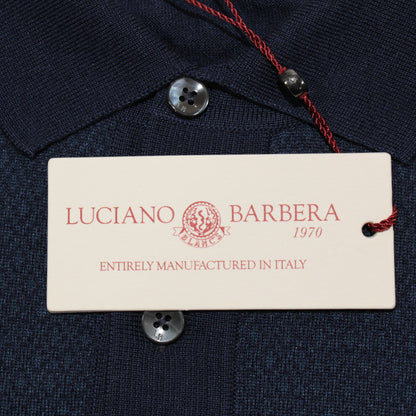 LUCIANO BARBERA
1970
ENTIRELY MANUFACTURED IN ITALY